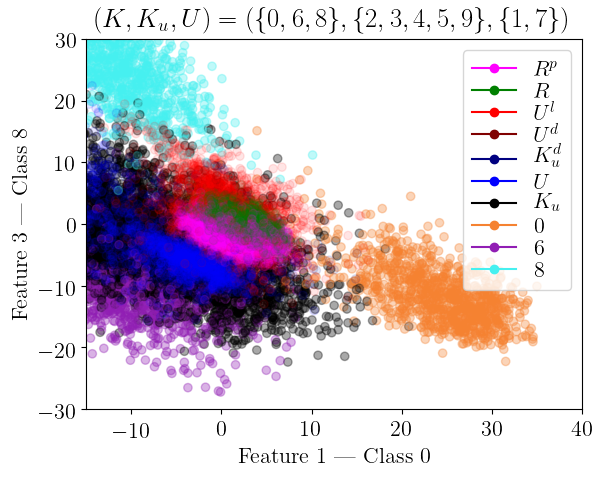 (K, K_u, U) = ({0, 6, 8}, {2, 3, 4, 5, 9}, {1, 7})
30
20
10
0
−10
−20
−30
−10
0
10
20
30
40
Feature 3 — Class 8
Feature 1 — Class 0
R^p
R
U^l
U^d
K_u^d
U
K_u
0
6
8